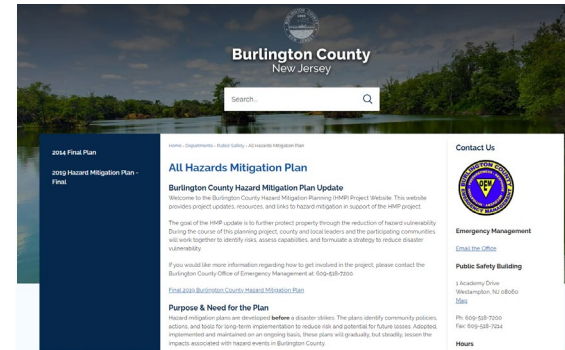 Burlington County
New Jersey
Search...
2014 Final Plan
2019 Hazard Mitigation Plan -
Final
Home › Departments › Public Safety › All Hazards Mitigation Plan
All Hazards Mitigation Plan
Burlington County Hazard Mitigation Plan Update
Welcome to the Burlington County Hazard Mitigation Planning (HMP) Project Website. This website
provides project updates, resources, and links to hazard mitigation in support of the HMP project.
The goal of the HMP update is to further protect property through the reduction of hazard vulnerability.
During the course of this planning project, county and local leaders and the participating communities
will work together to identify risks, assess capabilities, and formulate a strategy to reduce disaster
vulnerability.
If you would like more information regarding how to get involved in the project, please contact the
Burlington County Office of Emergency Management at: 609-518-7200.
Final 2019 Burlington County Hazard Mitigation Plan
Purpose & Need for the Plan
Hazard mitigation plans are developed before a disaster strikes. The plans identify community policies,
actions, and tools for long-term implementation to reduce risk and potential for future losses. Adopted,
implemented and maintained on an ongoing basis, these plans will gradually, but steadily, lessen the
impacts associated with hazard events in Burlington County.
Contact Us
BURLINGTON COUNTY
OEM
EMERGENCY MANAGEMENT
Emergency Management
Email the Office
Public Safety Building
1 Academy Drive
Westampton, NJ 08060
Map
Ph: 609-518-7200
Fax: 609-518-7214
Hours